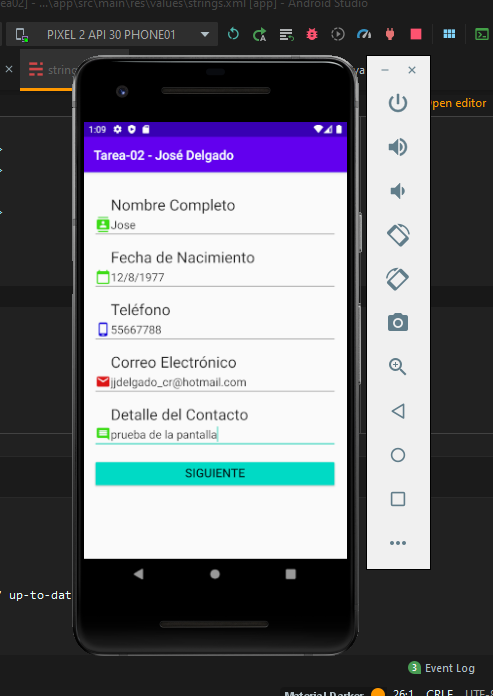 ea02] - ...\app\src\main\res\values\strings.xml [app] - Android Studio
PIXEL 2 API 30 PHONE01
string
va
pen editor
1:09
Tarea-02 - José Delgado
Nombre Completo
Jose
Fecha de Nacimiento
12/8/1977
Teléfono
55667788
Correo Electrónico
jjdelgado_cr@hotmail.com
Detalle del Contacto
prueba de la pantalla
SIGUIENTE
up-to-dat
3 Event Log
Material Darker 26:1 CRLF UTF-8